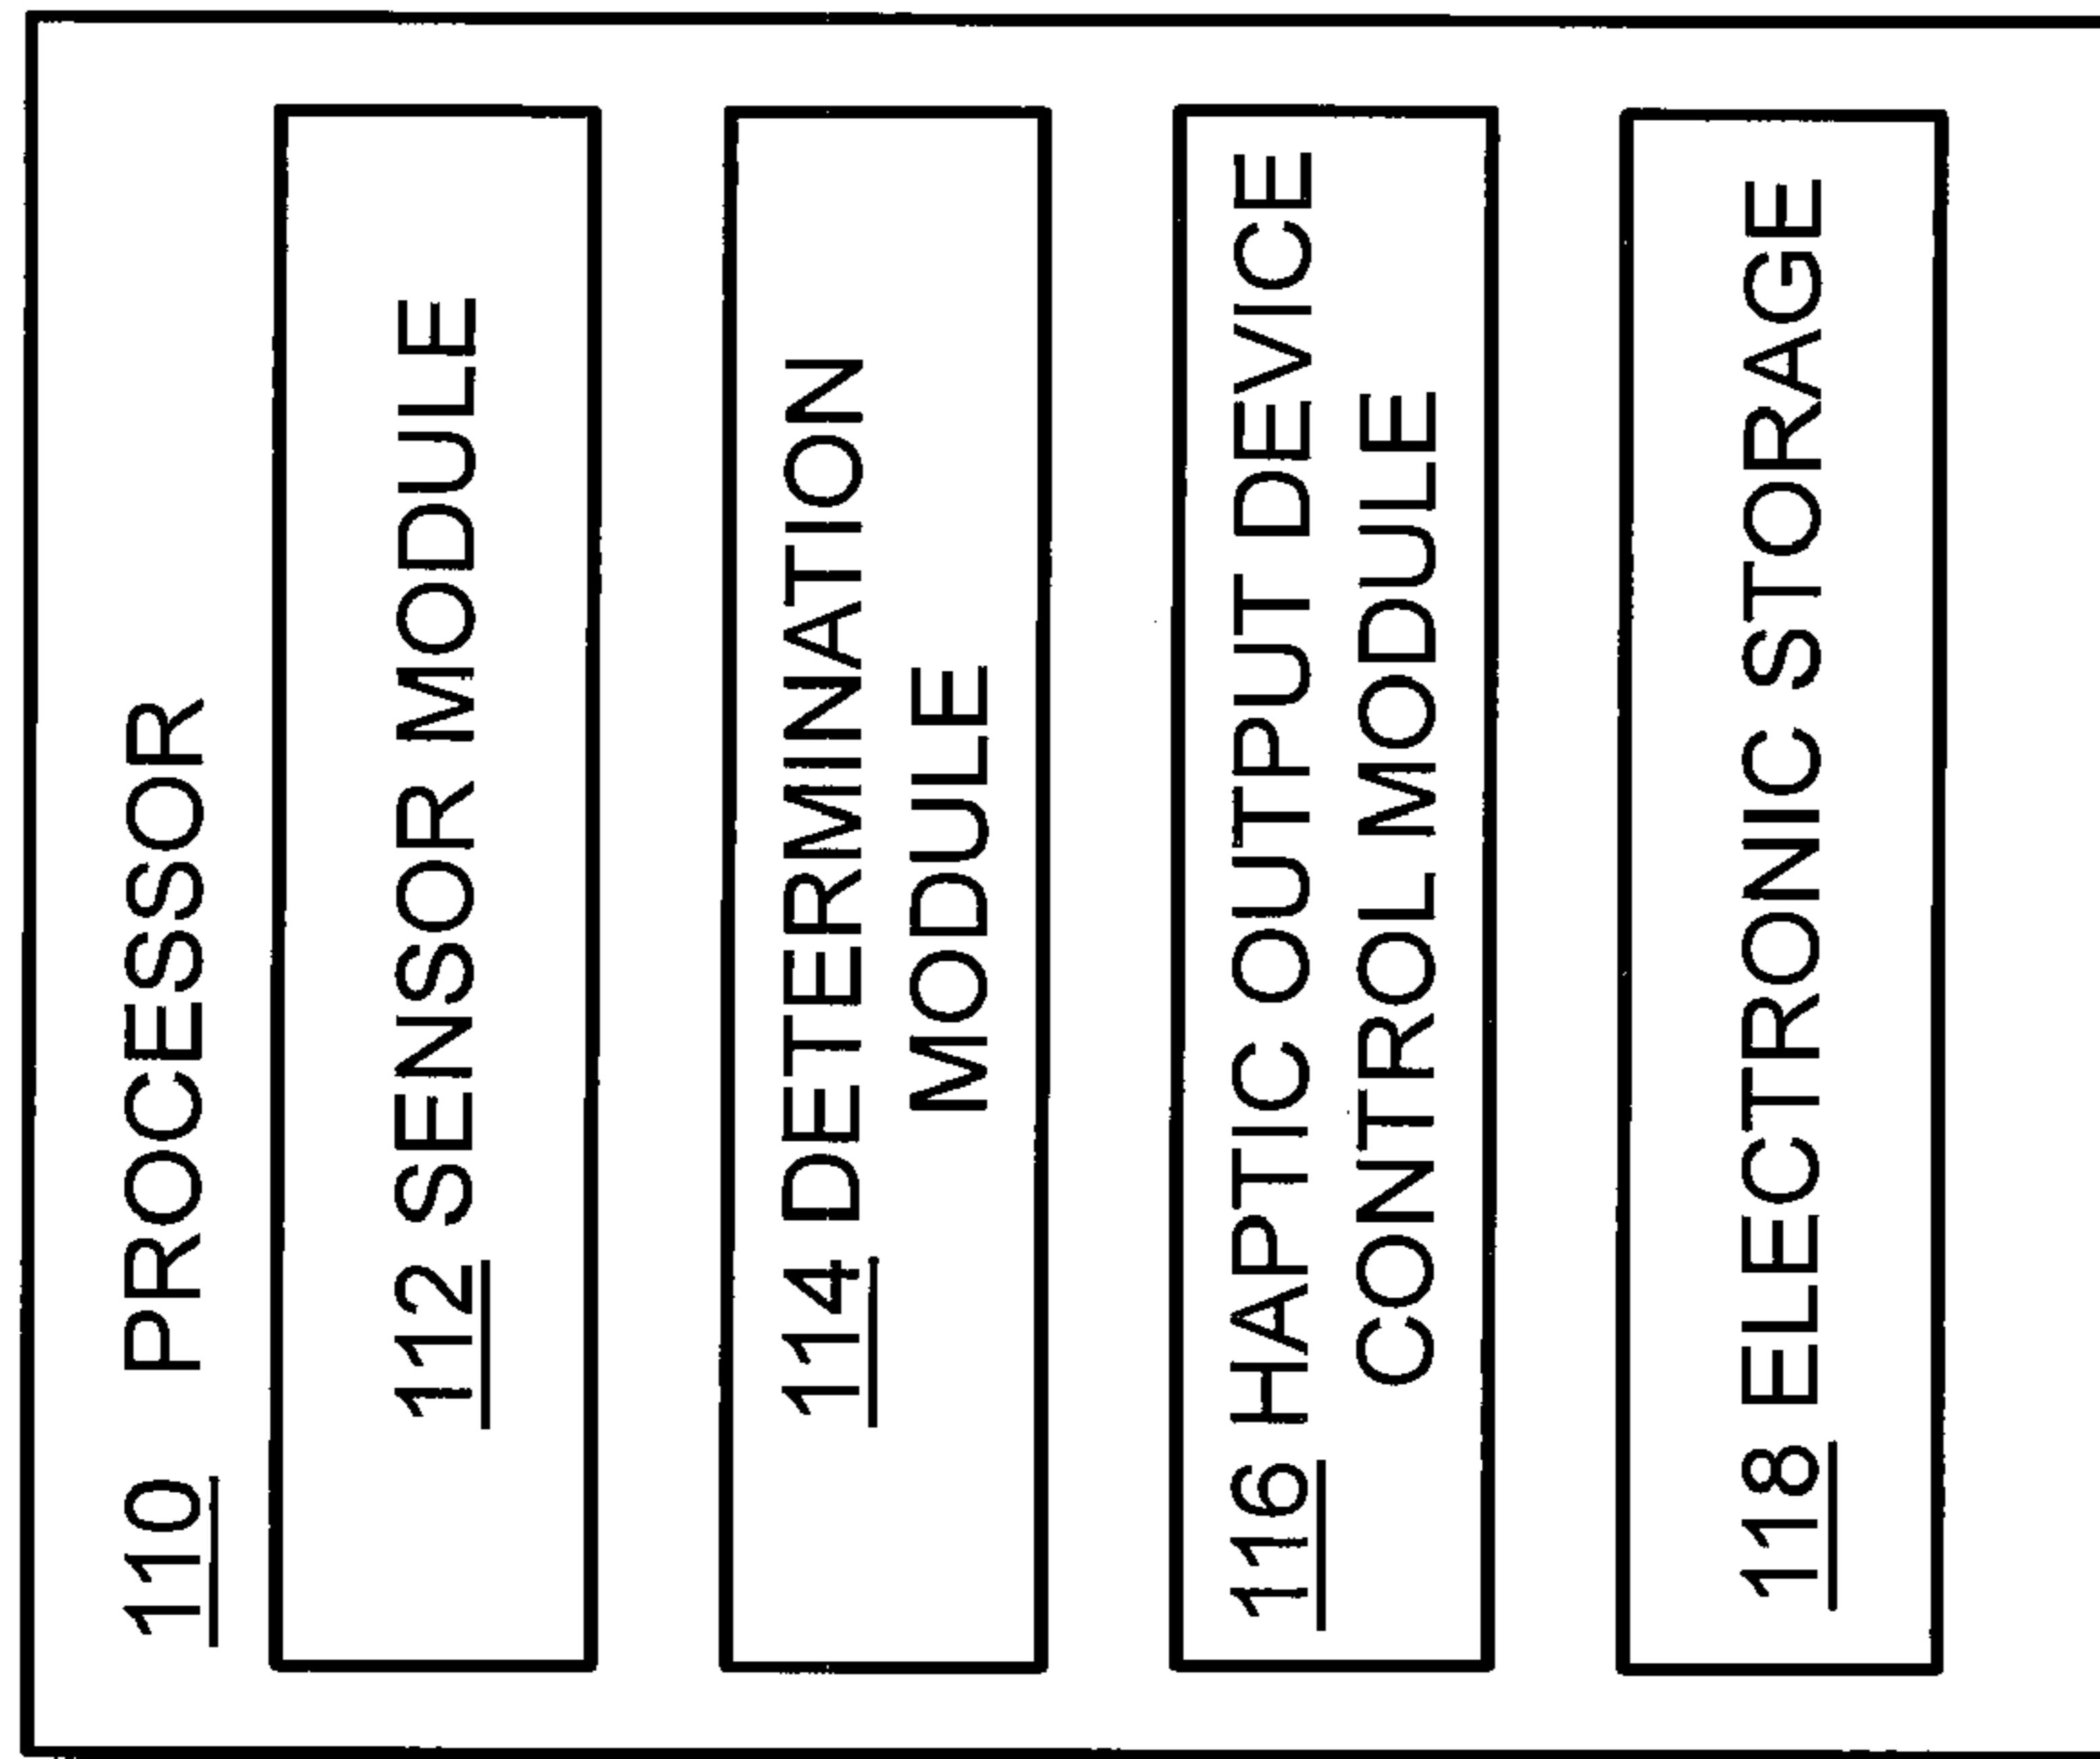 110 PROCESSOR
112 SENSOR MODULE
114 DETERMINATION
MODULE
116 HAPTIC OUTPUT DEVICE
CONTROL MODULE
118 ELECTRONIC STORAGE